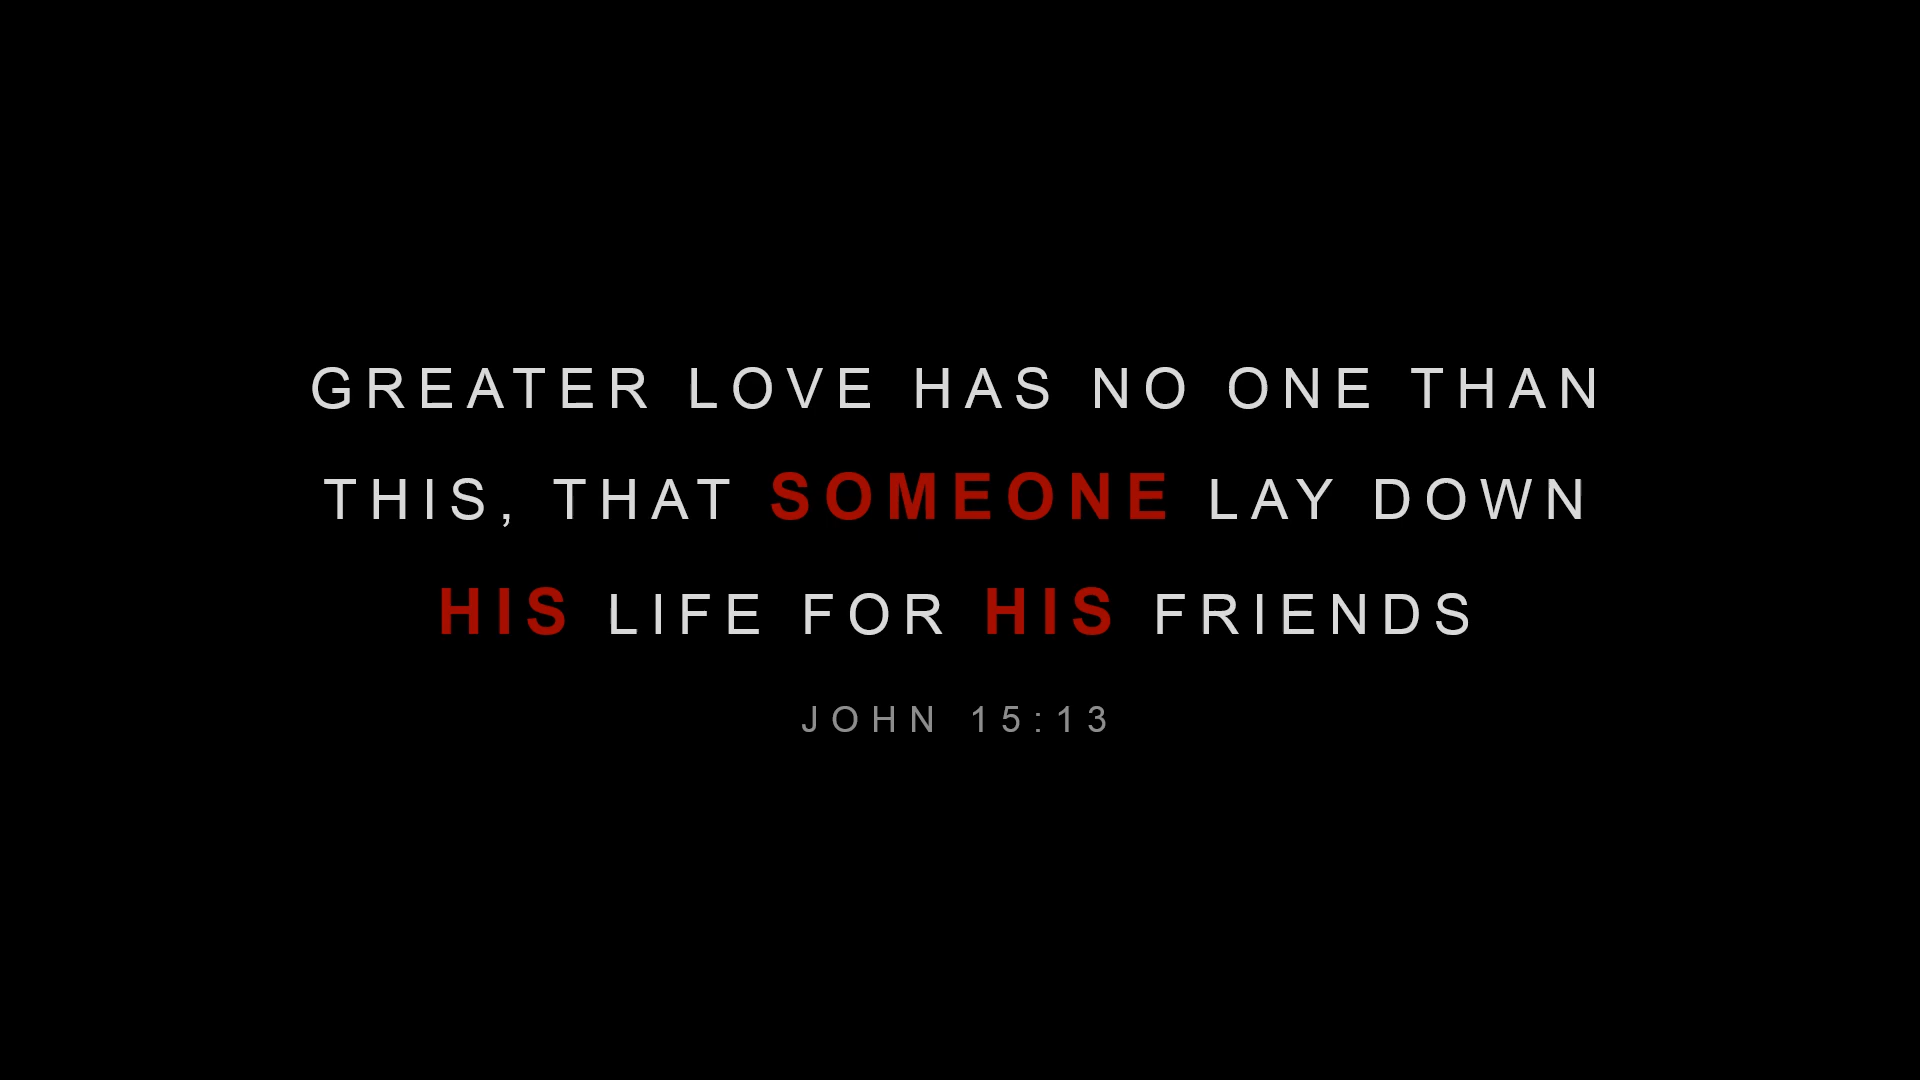 GREATER LOVE HAS NO ONE THAN
THIS, THAT SOMEONE LAY DOWN
HIS LIFE FOR HIS FRIENDS
JOHN 15:13